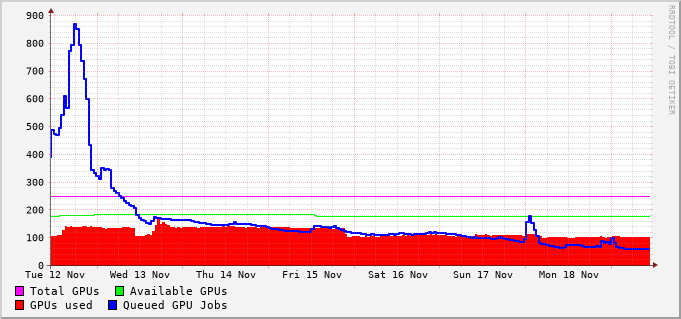 900
800
700
600
500
400
300
200
100
0
Tue 12 Nov Wed 13 Nov Thu 14 Nov Fri 15 Nov Sat 16 Nov Sun 17 Nov Mon 18 Nov
Total GPUs Available GPUs
GPUs used Queued GPU Jobs
RRDTOOL / TOBI OETIKER